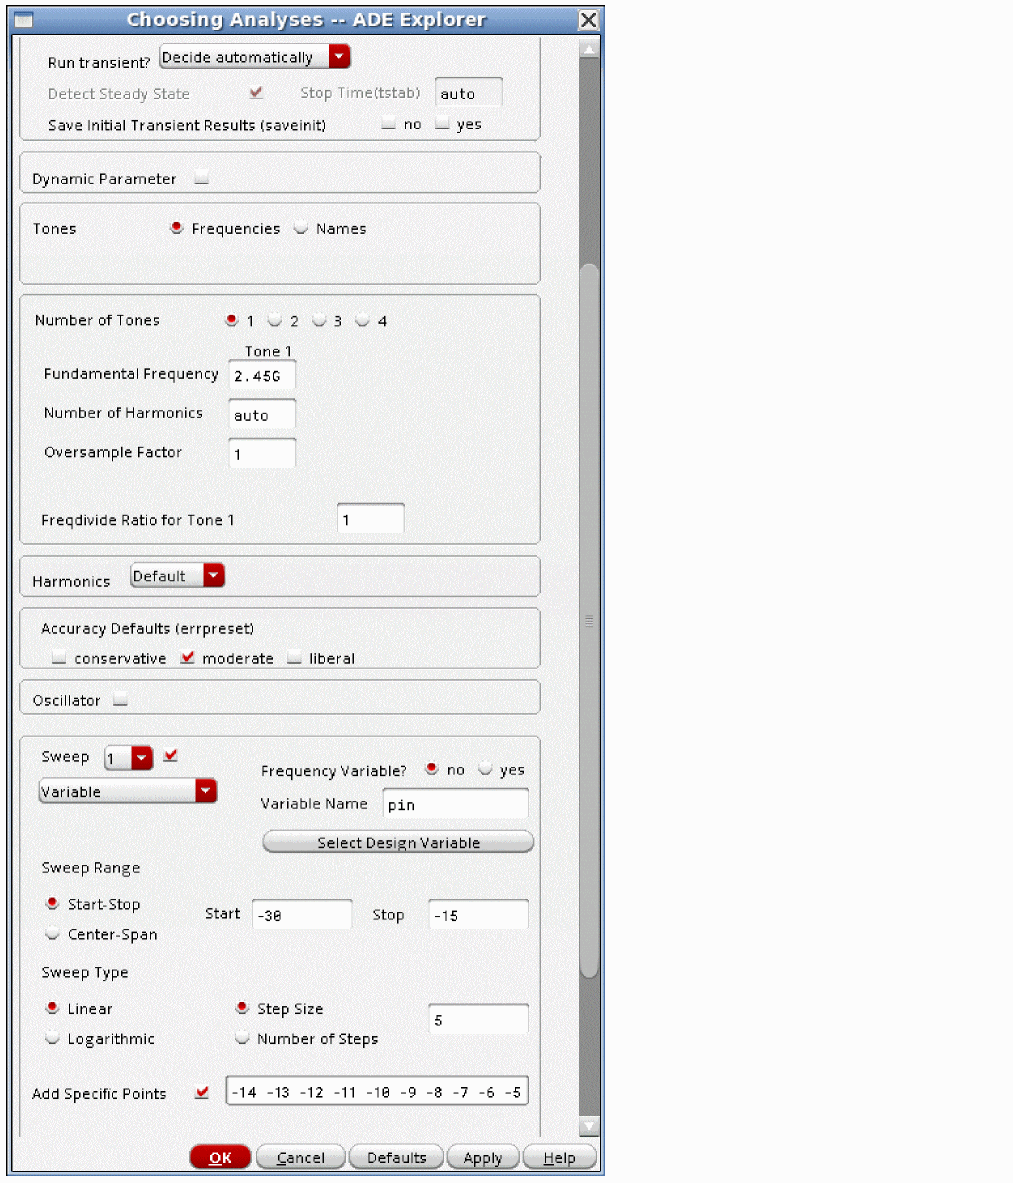 Choosing Analyses -- ADE Explorer
Run transient? Decide automatically
Detect Steady State Stop Time(tstab) auto
Save Initial Transient Results (saveinit) no yes
Dynamic Parameter
Tones Frequencies Names
Number of Tones 1 2 3 4
Tone 1
Fundamental Frequency 2.45G
Number of Harmonics auto
Oversample Factor 1
Freqdivide Ratio for Tone 1 1
Harmonics Default
Accuracy Defaults (errpreset)
conservative moderate liberal
Oscillator
Sweep 1
Frequency Variable? no yes
Variable
Variable Name pin
Select Design Variable
Sweep Range
Start-Stop Start -30 Stop -15
Center-Span
Sweep Type
Linear Step Size 5
Logarithmic Number of Steps
Add Specific Points -14 -13 -12 -11 -10 -9 -8 -7 -6 -5
OK Cancel Defaults Apply Help